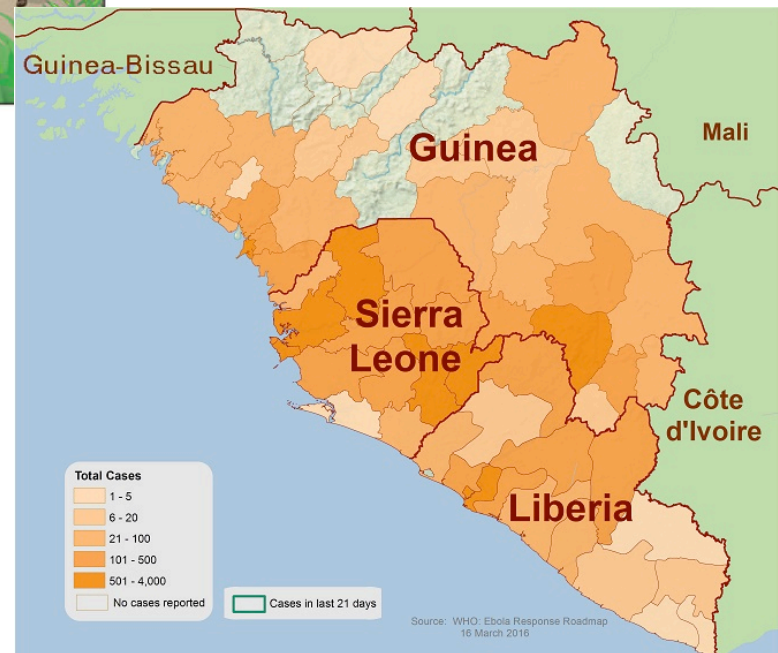 Guinea-Bissau
Mali
Guinea
Sierra
Leone
Côte
d'Ivoire
Liberia
Total Cases
1 - 5
6 - 20
21 - 100
101 - 500
501 - 4,000
No cases reported
Cases in last 21 days
Source: WHO: Ebola Response Roadmap
16 March 2016